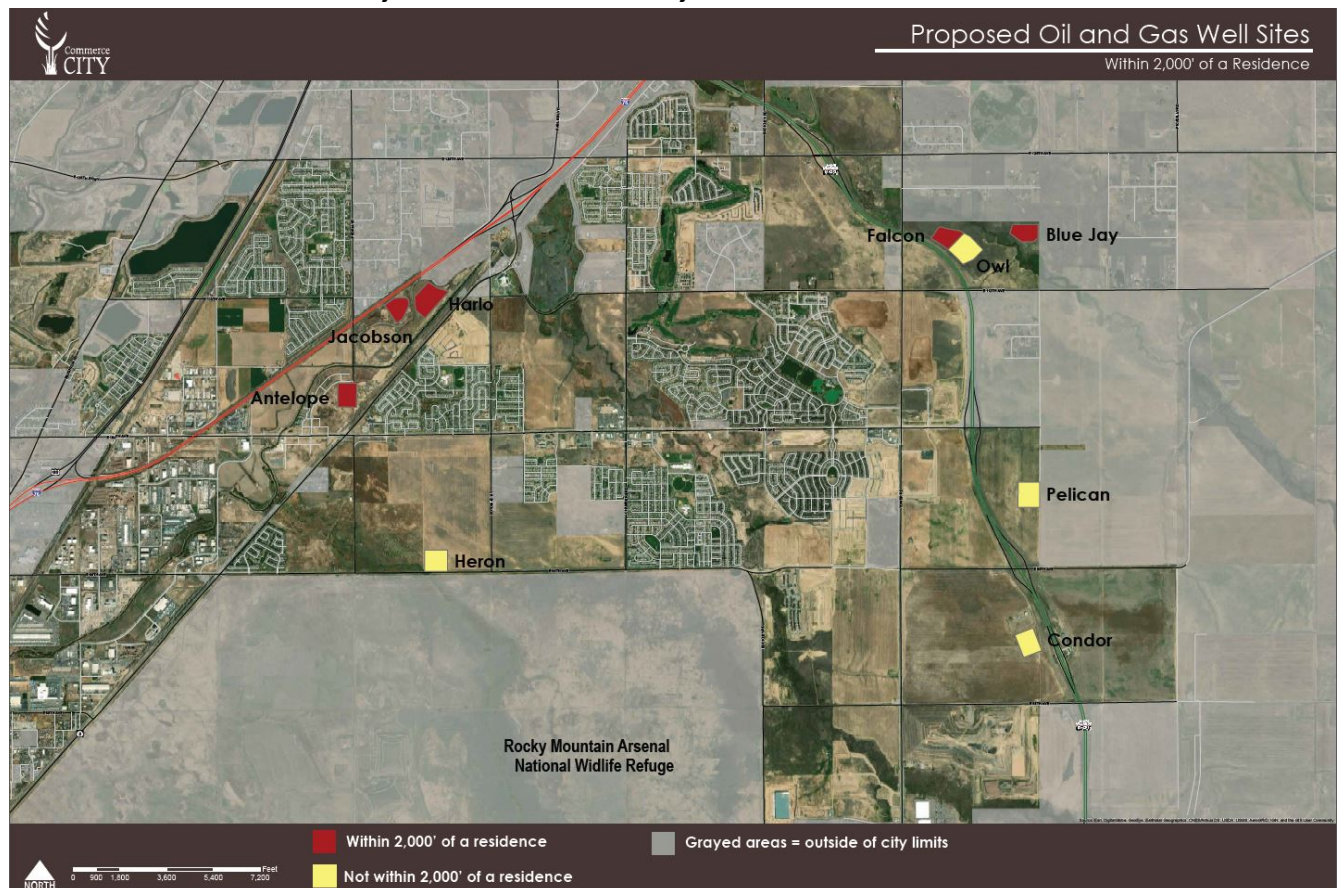 Commerce
CITY
Proposed Oil and Gas Well Sites
Within 2,000' of a Residence
Falcon
Blue Jay
Owl
Harlo
Jacobson
Antelope
Pelican
Heron
Condor
Rocky Mountain Arsenal
National Widlife Refuge
Within 2,000' of a residence
Grayed areas = outside of city limits
Not within 2,000' of a residence
NORTH
Feet
0 900 1,800 3,600 5,400 7,200